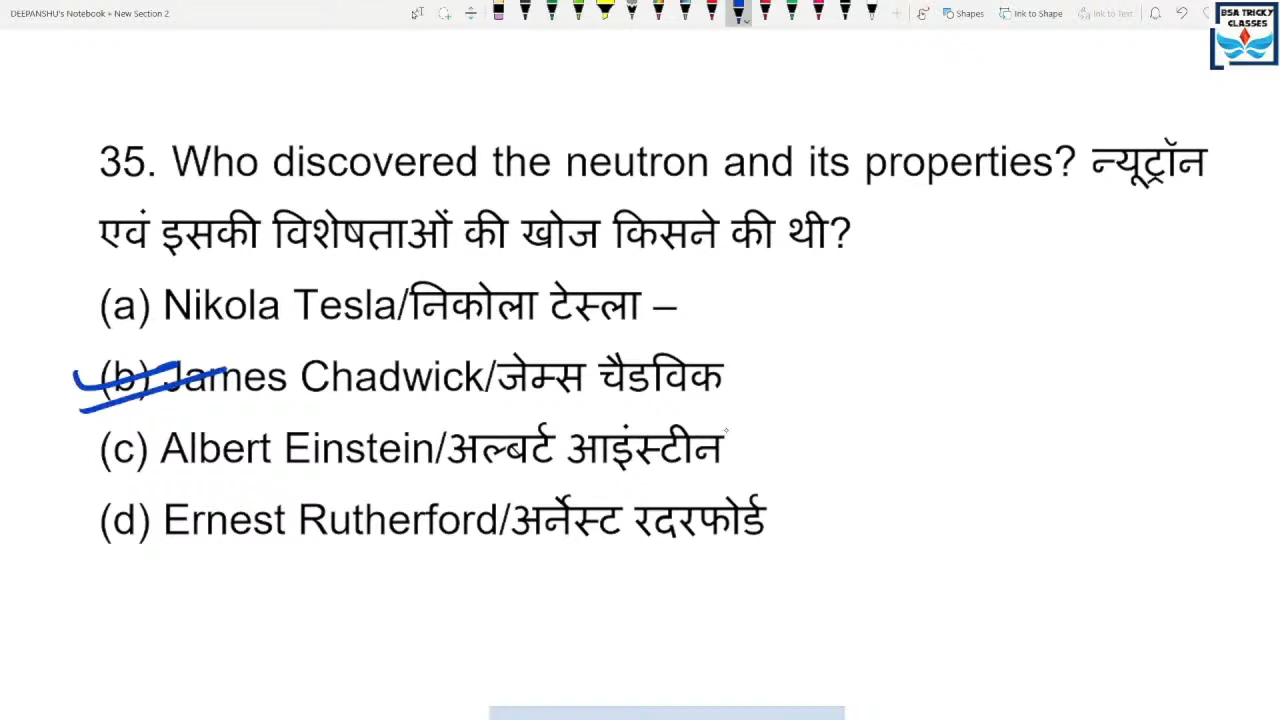 DEEPANSHU's Notebook » New Section 2
Shapes
Ink to Shape
Ink to Text
BSA TRICKY
CLASSES
35. Who discovered the neutron and its properties? न्यूट्रॉन
एवं इसकी विशेषताओं की खोज किसने की थी?
(a) Nikola Tesla/निकोला टेस्ला –
(b) James Chadwick/जेम्स चैडविक
(c) Albert Einstein/अल्बर्ट आइंस्टीन
(d) Ernest Rutherford/अर्नेस्ट रदरफोर्ड